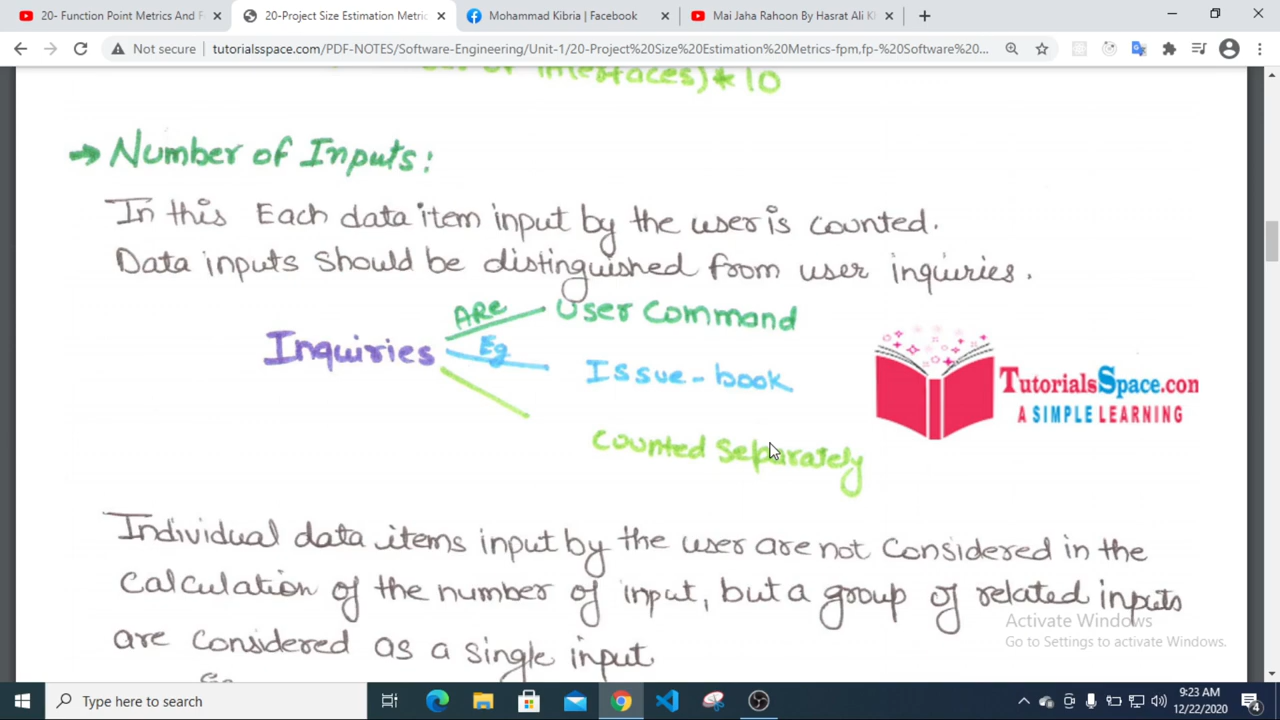 20- Function Point Metrics And F
20-Project Size Estimation Metric
Mohammad Kibria | Facebook
Mai Jaha Rahoon By Hasrat Ali Kh
Not secure
tutorialsspace.com/PDF-NOTES/Software-Engineering/Unit-1/20-Project%20Size%20Estimation%20Metrics-fpm.fp-%20Software%20...
of interfaces)*10
→ Number of Inputs:
In this Each data item input by the user is counted.
Data inputs should be distinguished from user inquiries.
ARe User Command
Inquiries
Eg Issue-book
TutorialsSpace.con
A SIMPLE LEARNING
Counted Separately
Individual data items input by the user are not considered in the
calculation of the number of input, but a group of related inputs
are considered as a single input.
Activate Windows
Go to Settings to activate Windows.
Type here to search
9:23 AM
12/22/2020
4